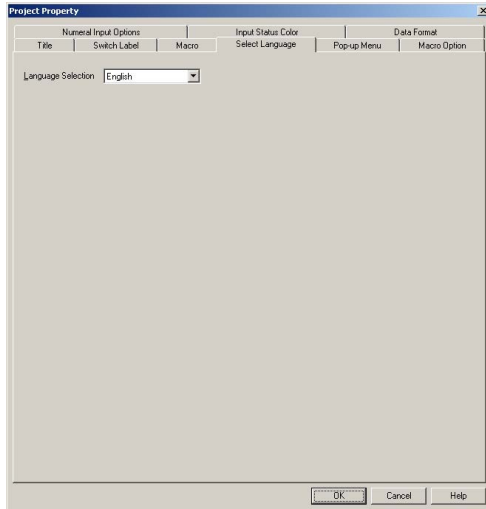 Project Property
Numeral Input Options Input Status Color Data Format
Title Switch Label Macro Select Language Pop-up Menu Macro Option
Language Selection English
OK Cancel Help